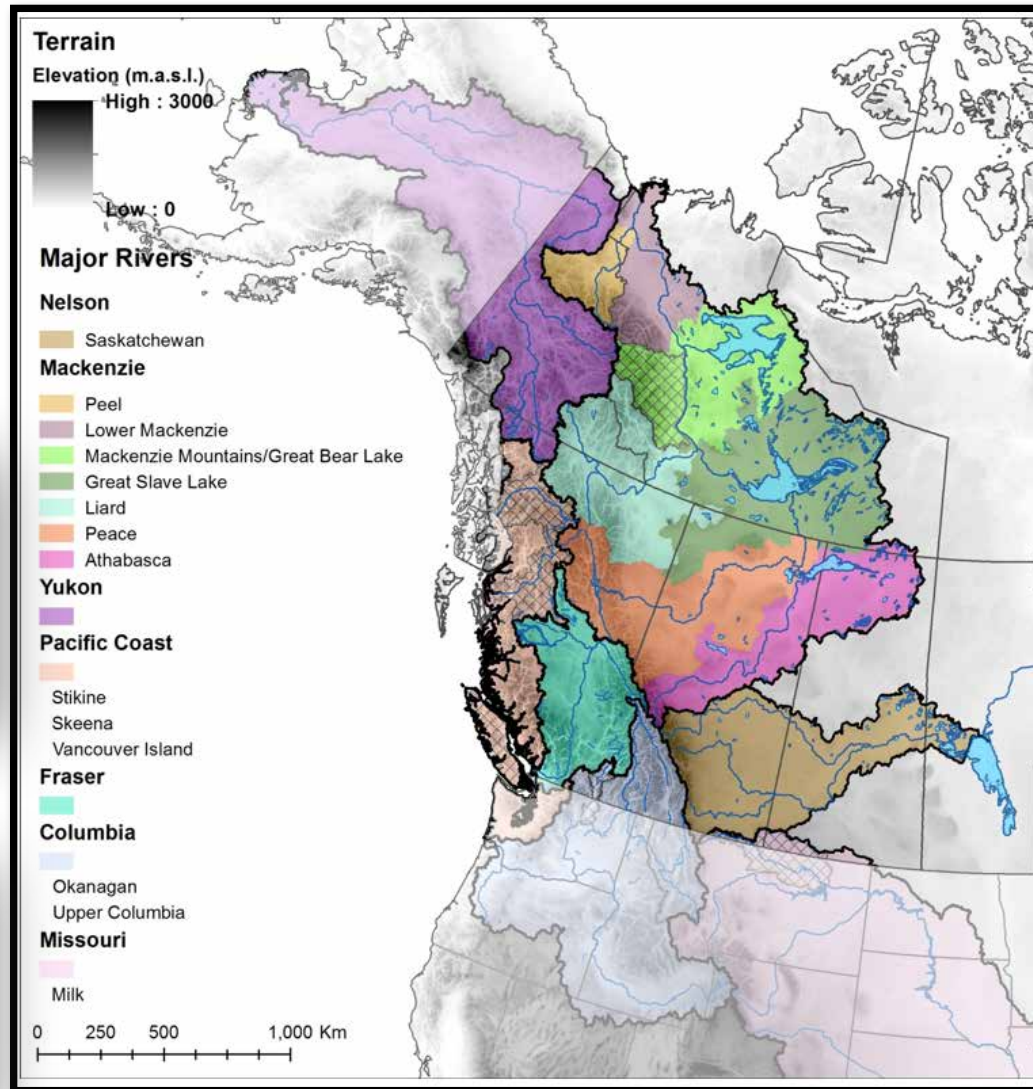 Terrain
Elevation (m.a.s.l.)
High : 3000
Low : 0
Major Rivers
Nelson
Saskatchewan
Mackenzie
Peel
Lower Mackenzie
Mackenzie Mountains/Great Bear Lake
Great Slave Lake
Liard
Peace
Athabasca
Yukon
Pacific Coast
Stikine
Skeena
Vancouver Island
Fraser
Columbia
Okanagan
Upper Columbia
Missouri
Milk
0 250 500 1,000 Km